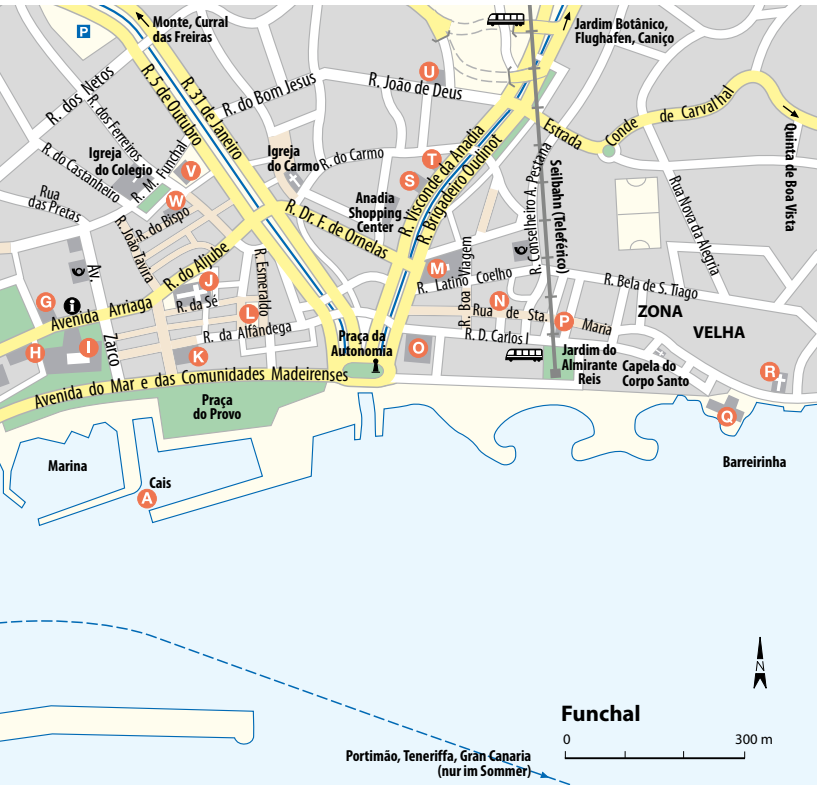 P
Monte, Curral
das Freiras
Jardim Botânico,
Flughafen, Caniço
R. dos Netos
R. 5 de Outubro
R. 31 de Janeiro
R. do Bom Jesus
U
R. João de Deus
R. dos Ferreiros
R. do Castanheiro
Igreja
do Colegio
R. M. Funchal
V
Igreja
do Carmo
R. do Carmo
T
S
R. Visconde da Anadia
R. Brigadeiro Oudinot
Estrada Conde de Carvalhal
Quinta de Boa Vista
Rua
das Pretas
W
R. do Bispo
R. João Tavira
Anadia
Shopping
Center
R. Dr. F. de Ornelas
R. Conselheiro A. Pestana
Seilbahn (Teleférico)
Rua Nova da Alegria
R. do Aljube
Av. Zarco
G
i
Avenida Arriaga
J
R. da Sé
R. Esmeraldo
L
R. da Alfândega
M
R. Latino Coelho
R. Boa Viagem
N
Rua de Sta. Maria
P
R. Bela de S. Tiago
ZONA
VELHA
H
I
K
Praça da
Autonomia
O
R. D. Carlos I
Jardim do
Almirante
Reis
Capela do
Corpo Santo
R
Q
Avenida do Mar e das Comunidades Madeirenses
Praça
do Provo
Marina
Cais
A
Barreirinha
N
Funchal
0 300 m
Portimão, Teneriffa, Gran Canaria
(nur im Sommer)